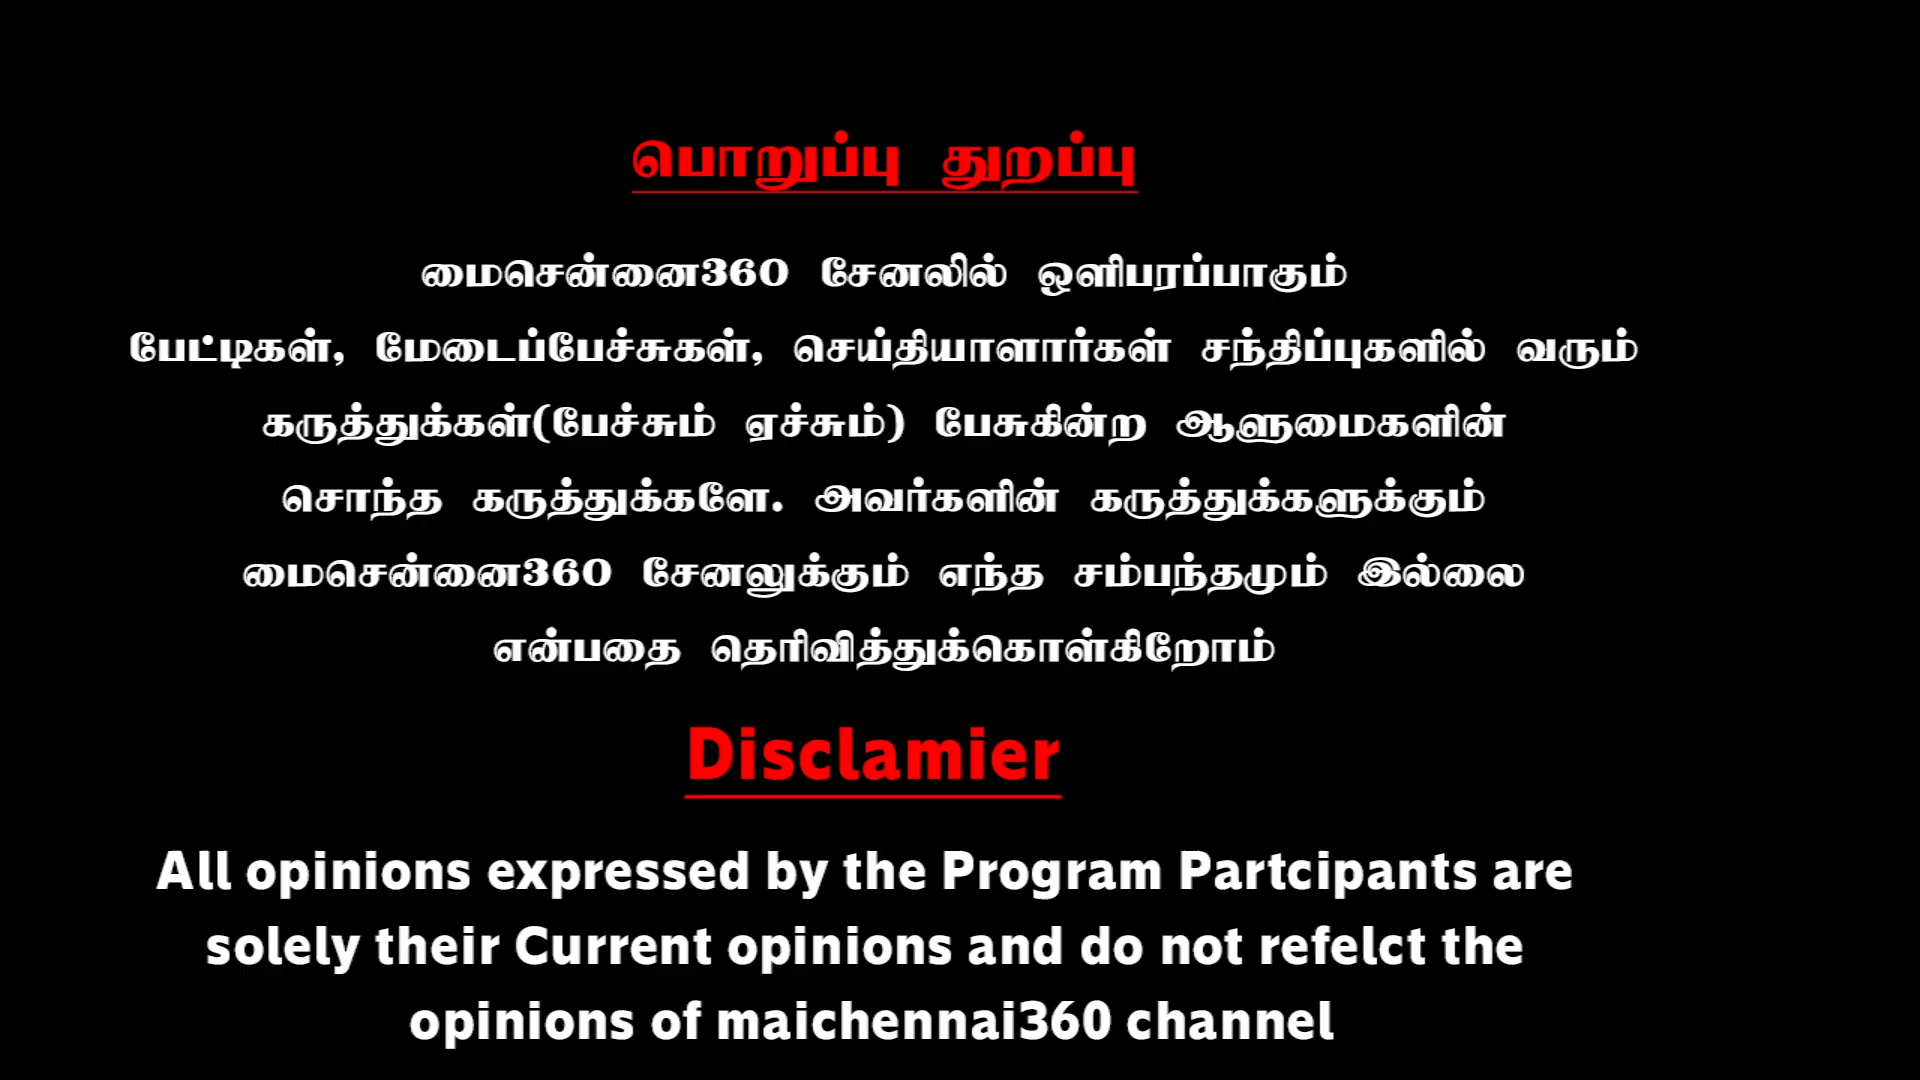 பொறுப்பு துறப்பு
மைசென்னை360 சேனலில் ஒளிபரப்பாகும்
பேட்டிகள், மேடைப்பேச்சுகள், செய்தியாளார்கள் சந்திப்புகளில் வரும்
கருத்துக்கள்(பேச்சும் ஏச்சும்) பேசுகின்ற ஆளுமைகளின்
சொந்த கருத்துக்களே. அவர்களின் கருத்துக்களுக்கும்
மைசென்னை360 சேனலுக்கும் எந்த சம்பந்தமும் இல்லை
என்பதை தெரிவித்துக்கொள்கிறோம்
Disclamier
All opinions expressed by the Program Partcipants are
solely their Current opinions and do not refelct the
opinions of maichennai360 channel